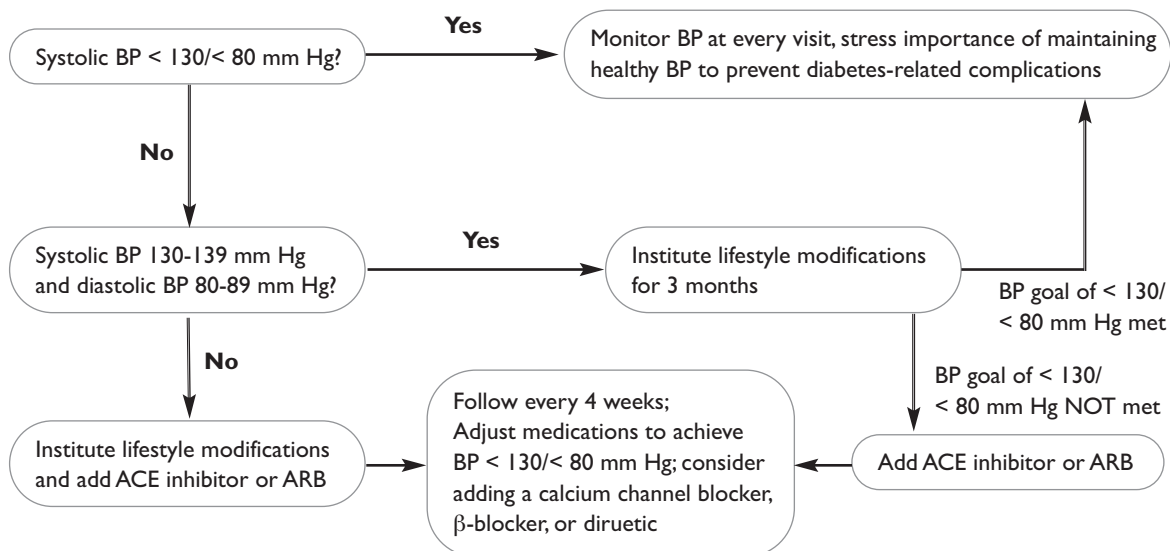 Systolic BP < 130/< 80 mm Hg?
Yes
Monitor BP at every visit, stress importance of maintaining
healthy BP to prevent diabetes-related complications
No
Systolic BP 130-139 mm Hg
and diastolic BP 80-89 mm Hg?
Yes
Institute lifestyle modifications
for 3 months
BP goal of < 130/
< 80 mm Hg met
No
BP goal of < 130/
< 80 mm Hg NOT met
Institute lifestyle modifications
and add ACE inhibitor or ARB
Follow every 4 weeks;
Adjust medications to achieve
BP < 130/< 80 mm Hg; consider
adding a calcium channel blocker,
β-blocker, or diruetic
Add ACE inhibitor or ARB